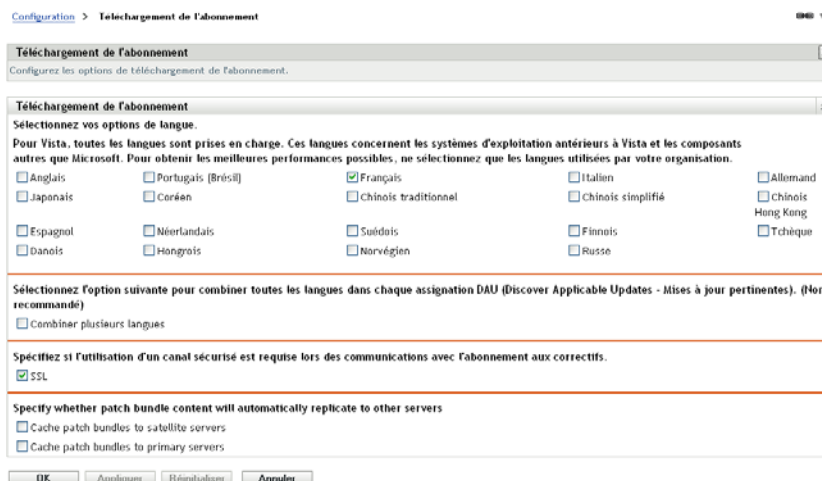 Configuration > Téléchargement de l'abonnement
Téléchargement de l'abonnement
Configurez les options de téléchargement de l'abonnement.
Téléchargement de l'abonnement
Sélectionnez vos options de langue.
Pour Vista, toutes les langues sont prises en charge. Ces langues concernent les systèmes d'exploitation antérieurs à Vista et les composants
autres que Microsoft. Pour obtenir les meilleures performances possibles, ne sélectionnez que les langues utilisées par votre organisation.
Anglais Portugais (Brésil) Français Italien Allemand
Japonais Coréen Chinois traditionnel Chinois simplifié Chinois
Hong Kong
Espagnol Néerlandais Suédois Finnois Tchèque
Danois Hongrois Norvégien Russe
Sélectionnez l'option suivante pour combiner toutes les langues dans chaque assignation DAU (Discover Applicable Updates - Mises à jour pertinentes). (Nor
recommandé)
Combiner plusieurs langues
Spécifiez si l'utilisation d'un canal sécurisé est requise lors des communications avec l'abonnement aux correctifs.
SSL
Specify whether patch bundle content will automatically replicate to other servers
Cache patch bundles to satellite servers
Cache patch bundles to primary servers
OK Appliquer Réinitialiser Annuler